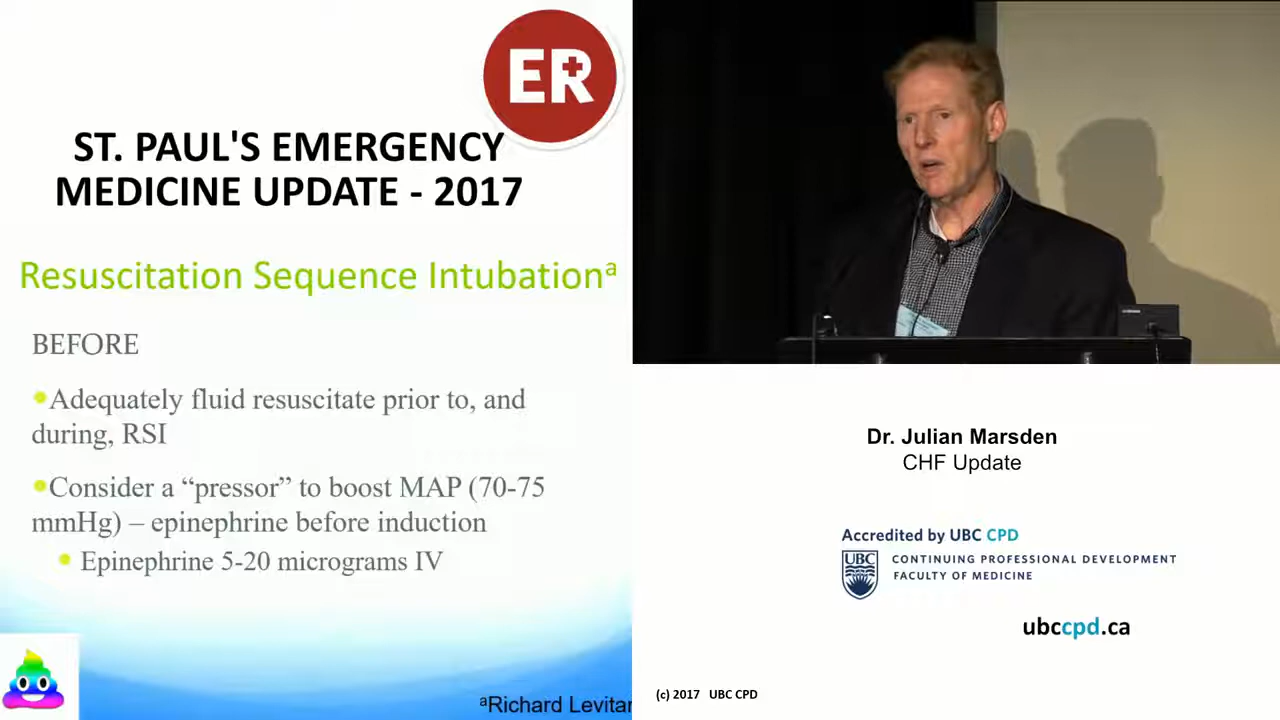 ER
ST. PAUL'S EMERGENCY
MEDICINE UPDATE - 2017
Resuscitation Sequence Intubationᵃ
BEFORE
•Adequately fluid resuscitate prior to, and
during, RSI
•Consider a “pressor” to boost MAP (70-75
mmHg) – epinephrine before induction
• Epinephrine 5-20 micrograms IV
ᵃRichard Levitan
Dr. Julian Marsden
CHF Update
Accredited by UBC CPD
UBC
CONTINUING PROFESSIONAL DEVELOPMENT
FACULTY OF MEDICINE
ubccpd.ca
(c) 2017 UBC CPD